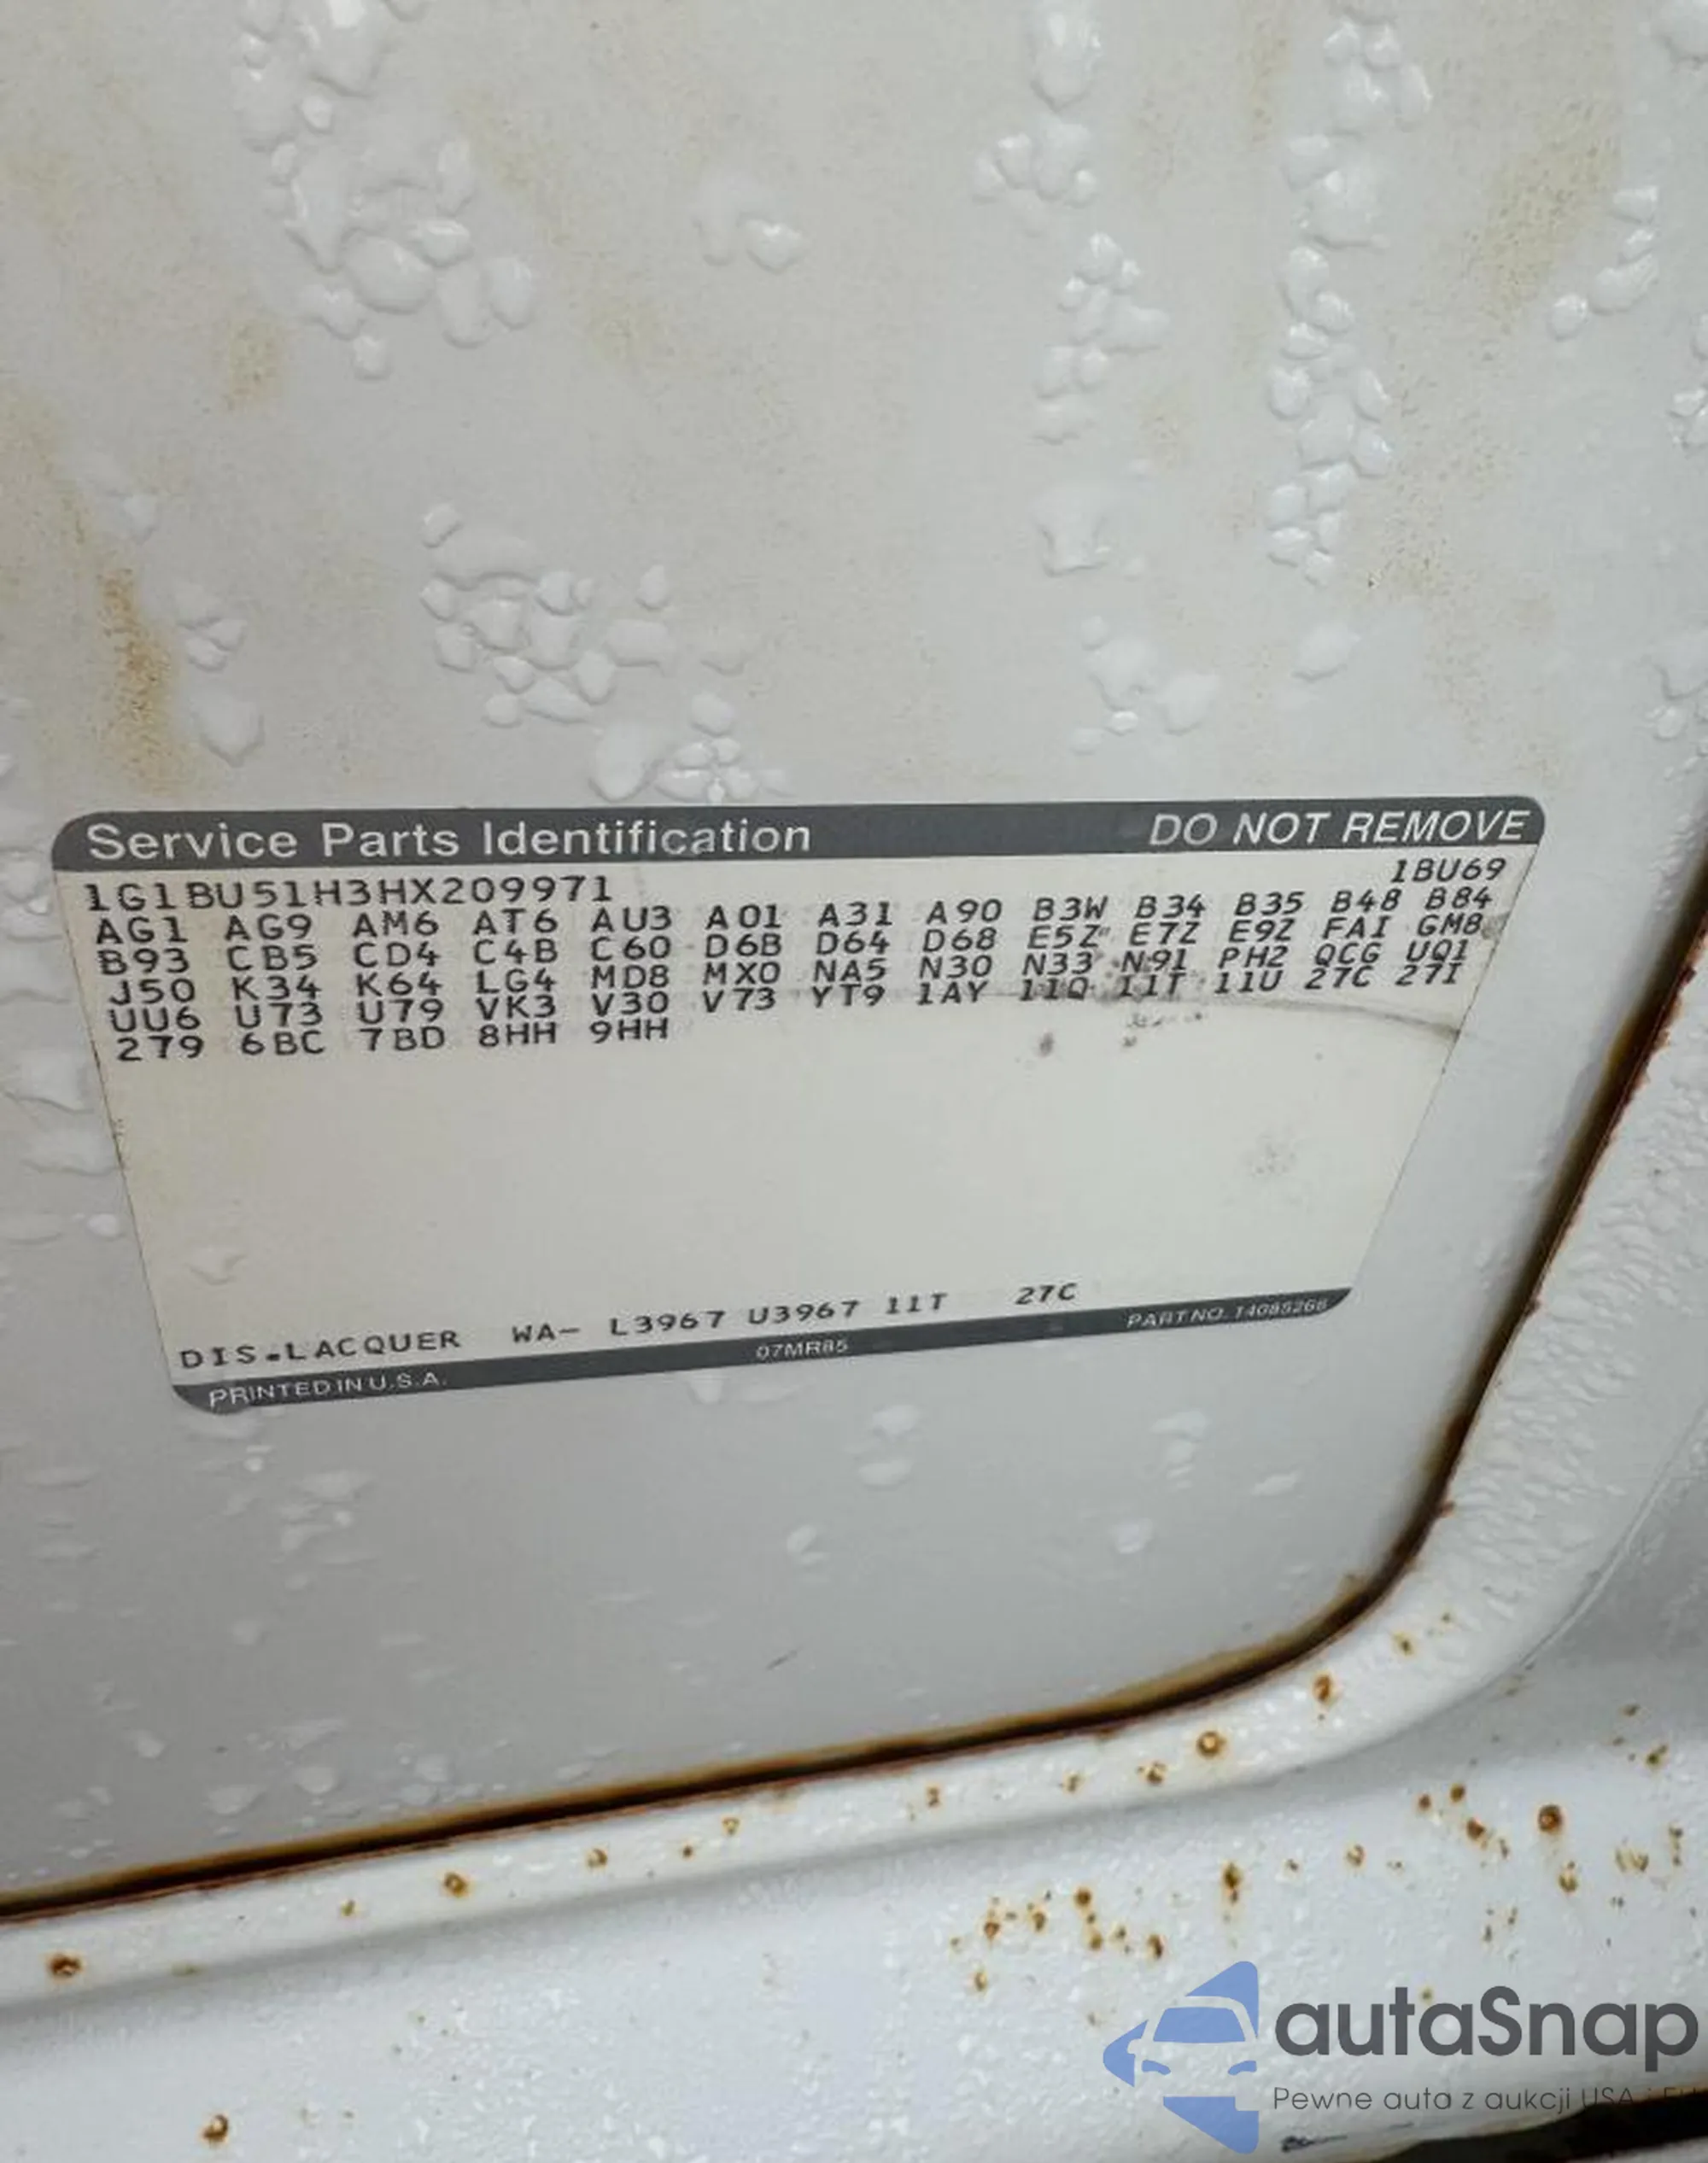 Service Parts Identification DO NOT REMOVE
1G1BU51H3HX209971 1BU69
AG1 AG9 AM6 AT6 AU3 A01 A31 A90 B3W B34 B35 B48 B84
B93 CB5 CD4 C4B C60 D6B D64 D68 E5Z E7Z E9Z FAI GM8
J50 K34 K64 LG4 MD8 MX0 NA5 N30 N33 N91 PH2 QCG UQ1
UU6 U73 U79 VK3 V30 V73 YT9 1AY 11Q 11T 11U 27C 27I
279 6BC 7BD 8HH 9HH
DIS.LACQUER WA- L3967 U3967 11T 27C
PRINTED IN U.S.A. 07MR85 PART NO. 14085266
autaSnap
Pewne auta z aukcji USA i